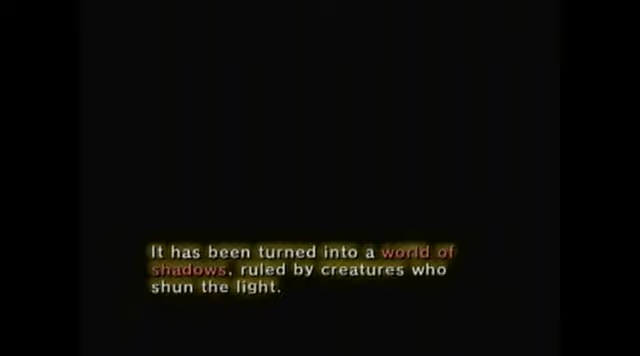 It has been turned into a world of
shadows, ruled by creatures who
shun the light.